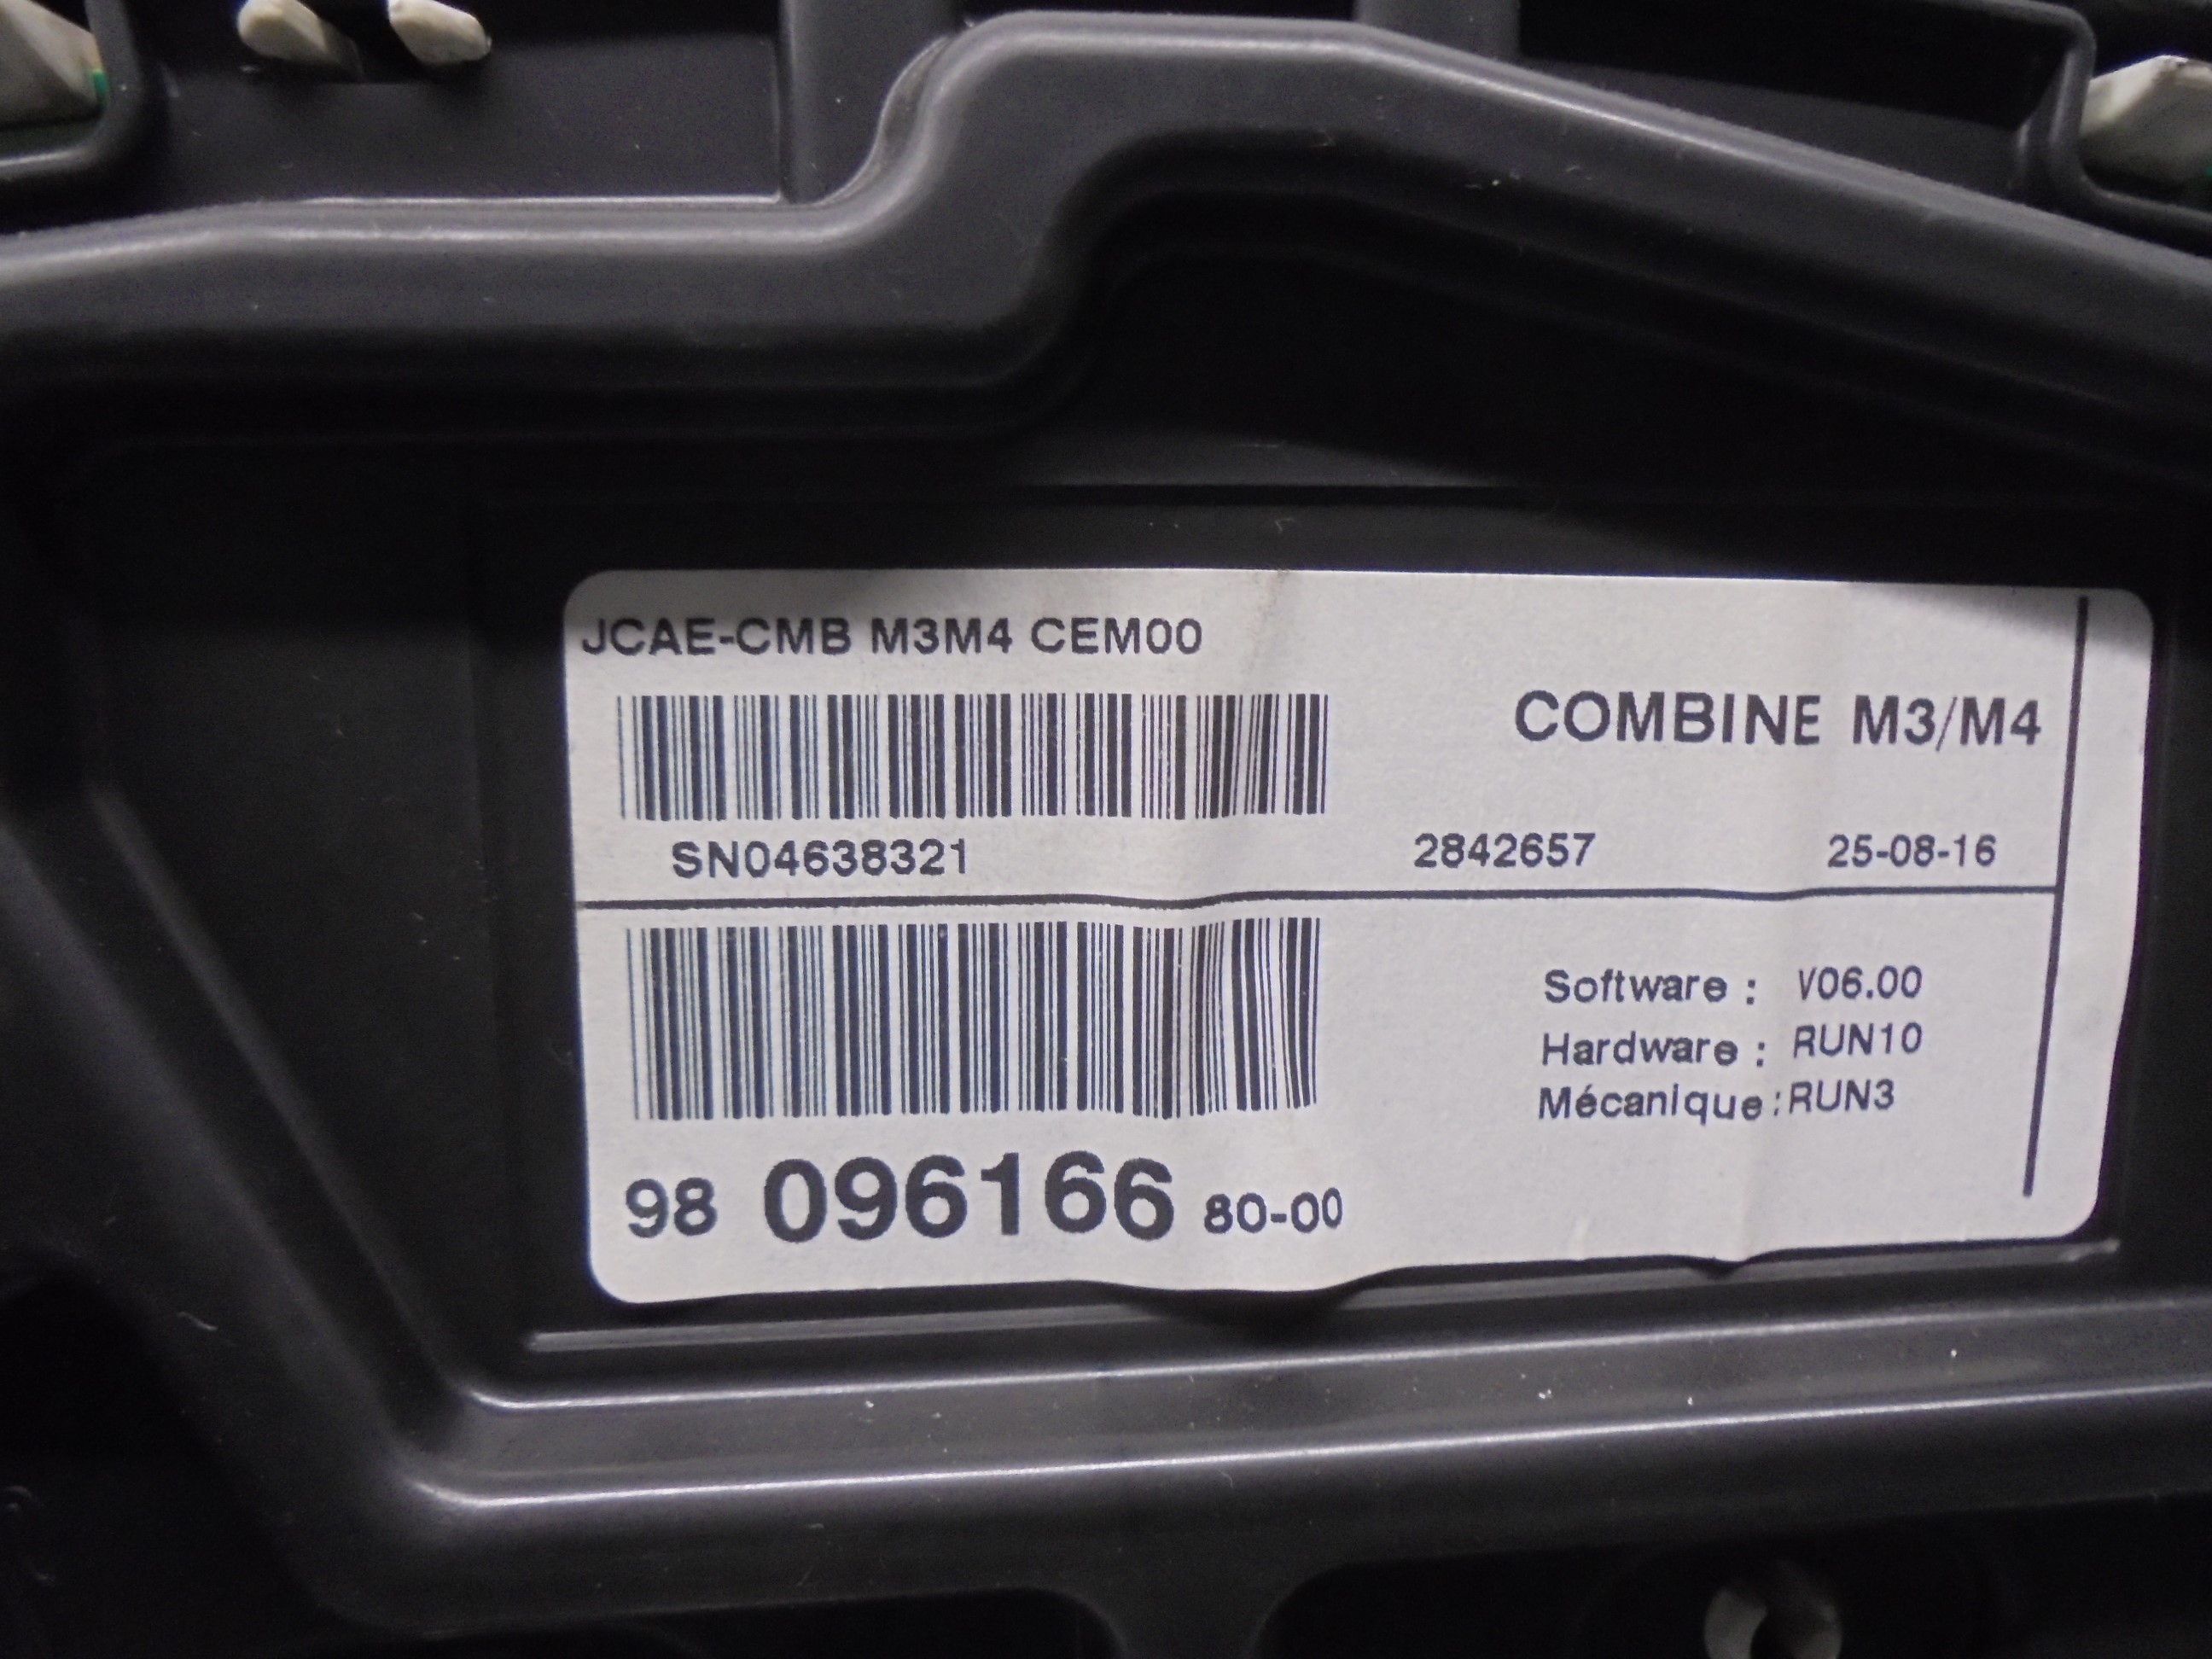 JCAE-CMB M3M4 CEM00
COMBINE M3/M4
SN04638321 2842657 25-08-16
Software : V06.00
Hardware : RUN10
Mécanique : RUN3
98 096166 80-00